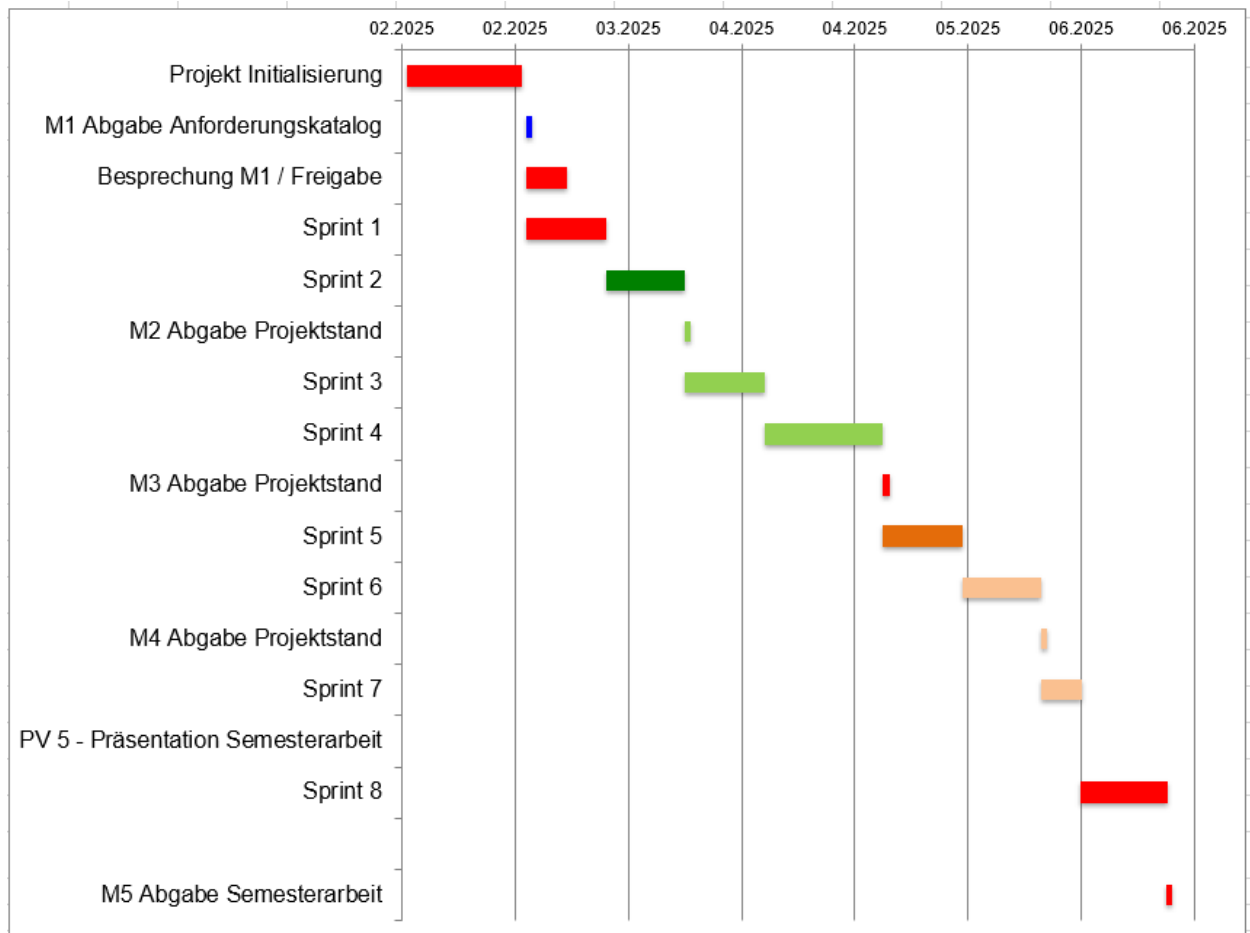 02.2025 02.2025 03.2025 04.2025 04.2025 05.2025 06.2025 06.2025
Projekt Initialisierung
M1 Abgabe Anforderungskatalog
Besprechung M1 / Freigabe
Sprint 1
Sprint 2
M2 Abgabe Projektstand
Sprint 3
Sprint 4
M3 Abgabe Projektstand
Sprint 5
Sprint 6
M4 Abgabe Projektstand
Sprint 7
PV 5 - Präsentation Semesterarbeit
Sprint 8
M5 Abgabe Semesterarbeit